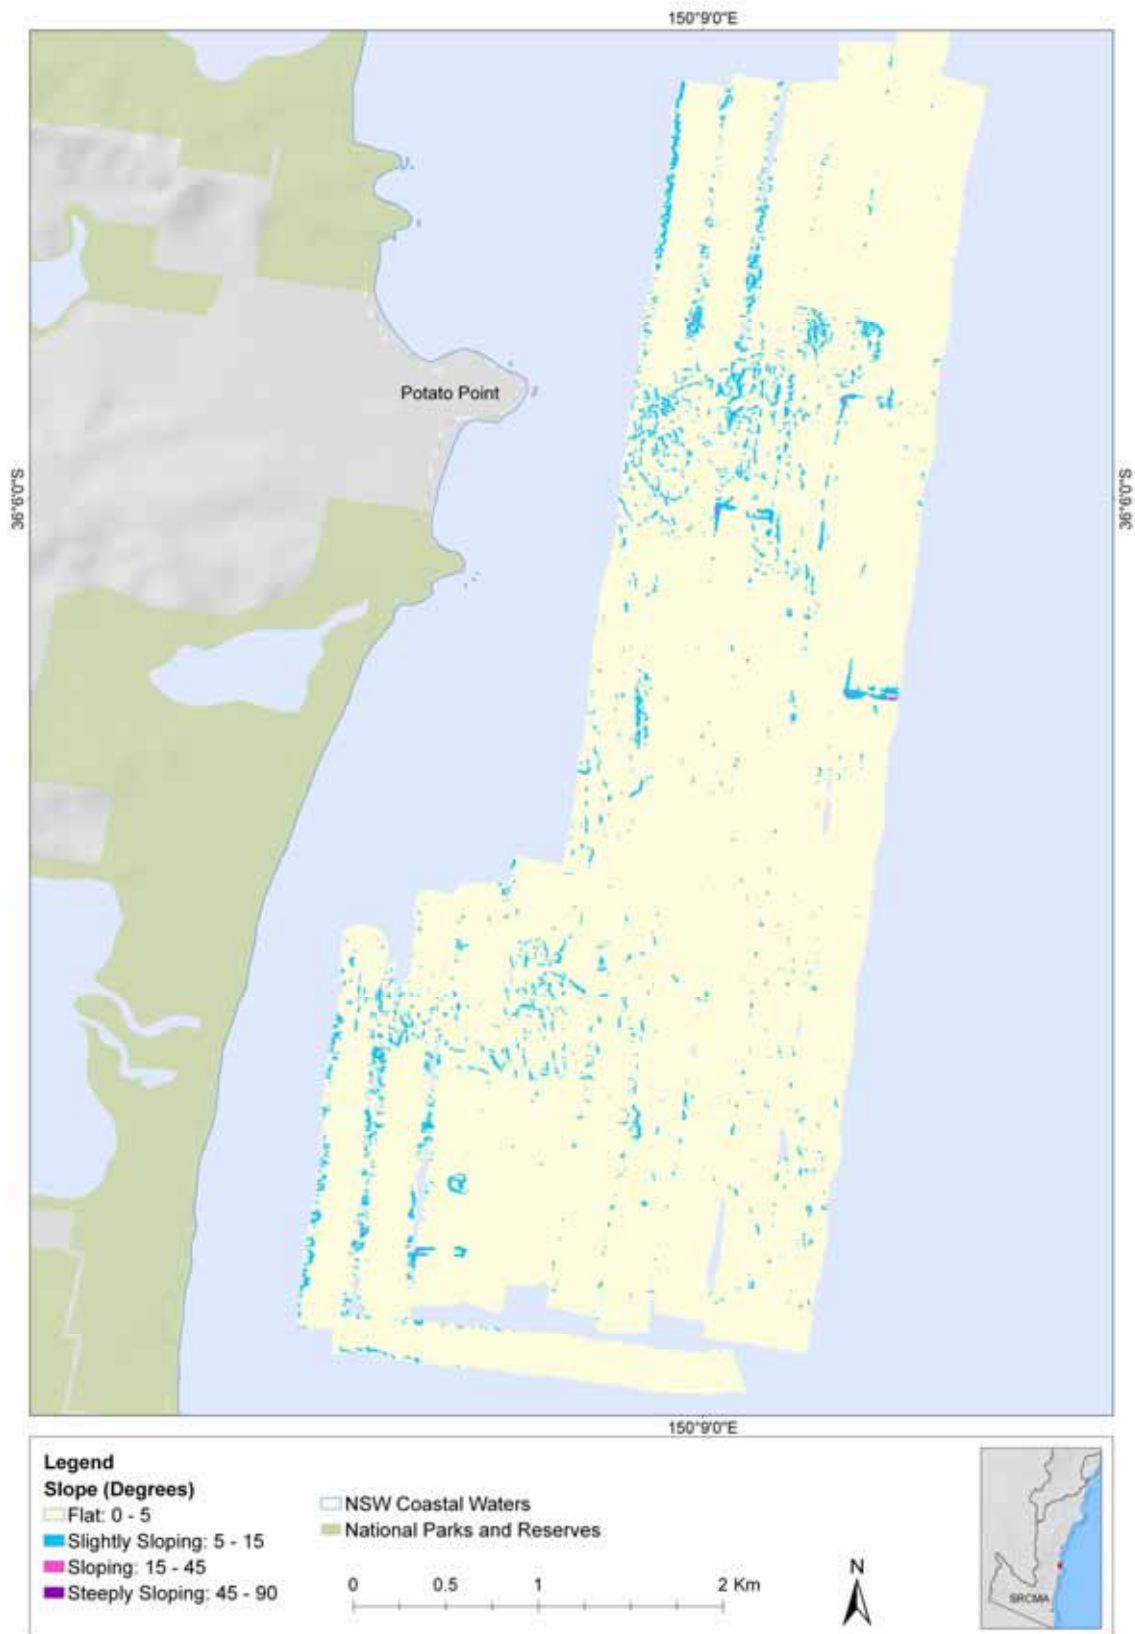 150°9'0"E
Potato Point
36°6'0"S
36°6'0"S
150°9'0"E
Legend
Slope (Degrees)
Flat: 0 - 5
Slightly Sloping: 5 - 15
Sloping: 15 - 45
Steeply Sloping: 45 - 90
NSW Coastal Waters
National Parks and Reserves
0 0.5 1 2 Km
N
SRCMA